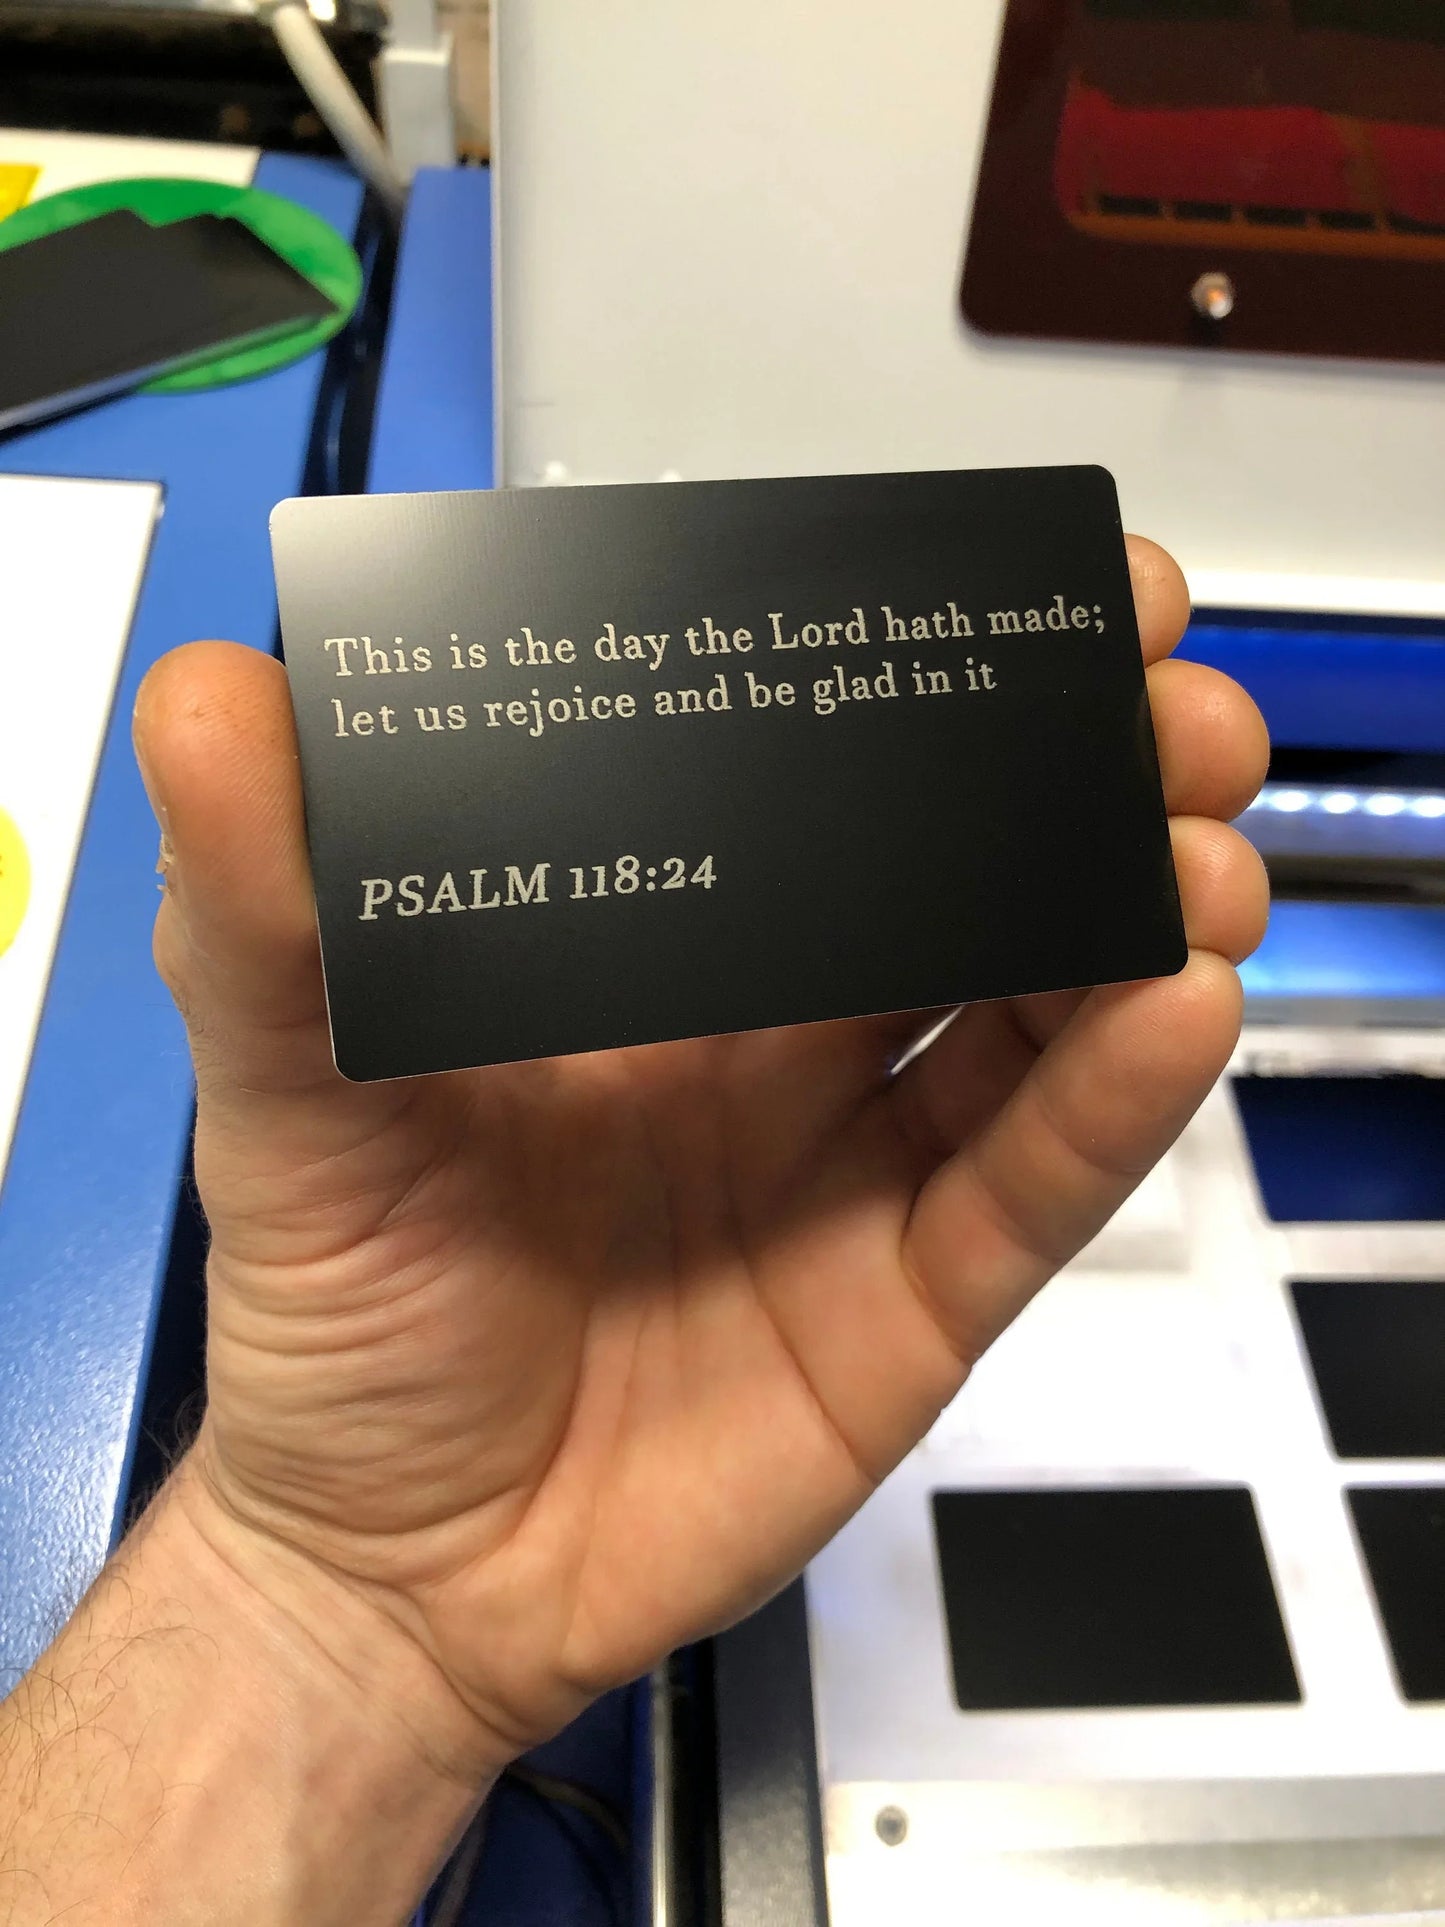 This is the day the Lord hath made;
let us rejoice and be glad in it
PSALM 118:24